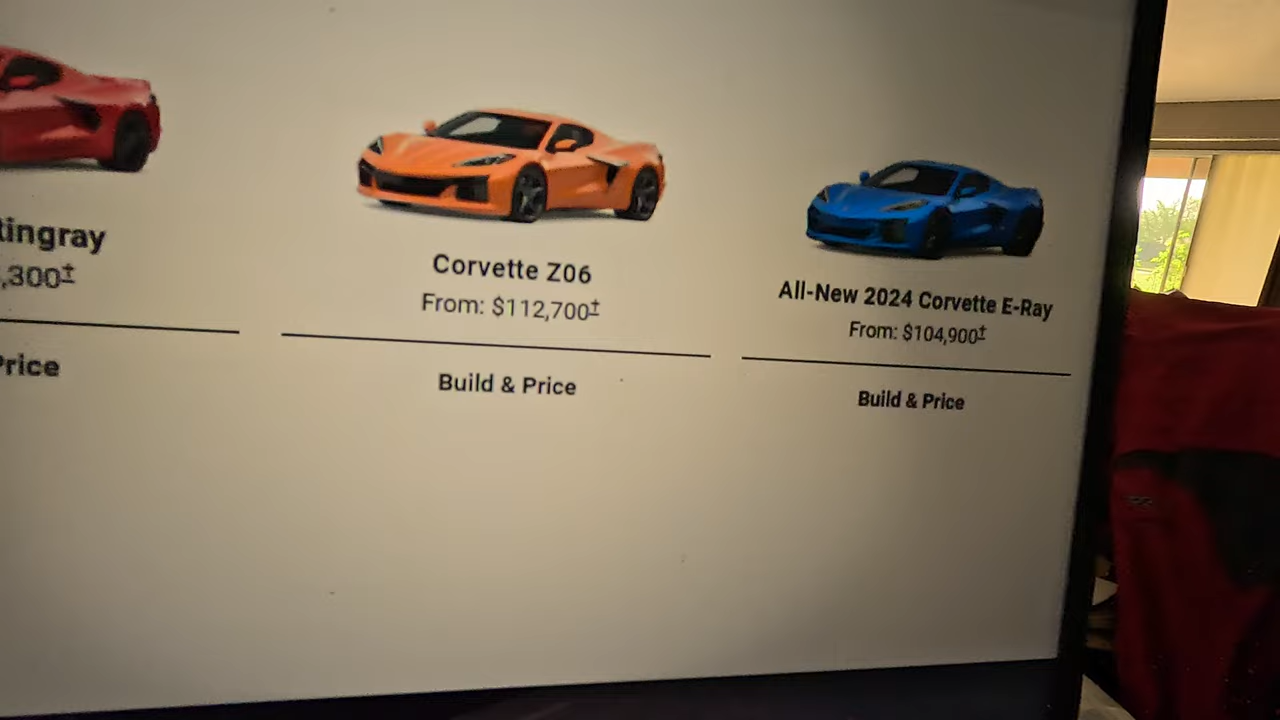 tingray
,300‡
Price
Corvette Z06
From: $112,700‡
Build & Price
All-New 2024 Corvette E-Ray
From: $104,900‡
Build & Price